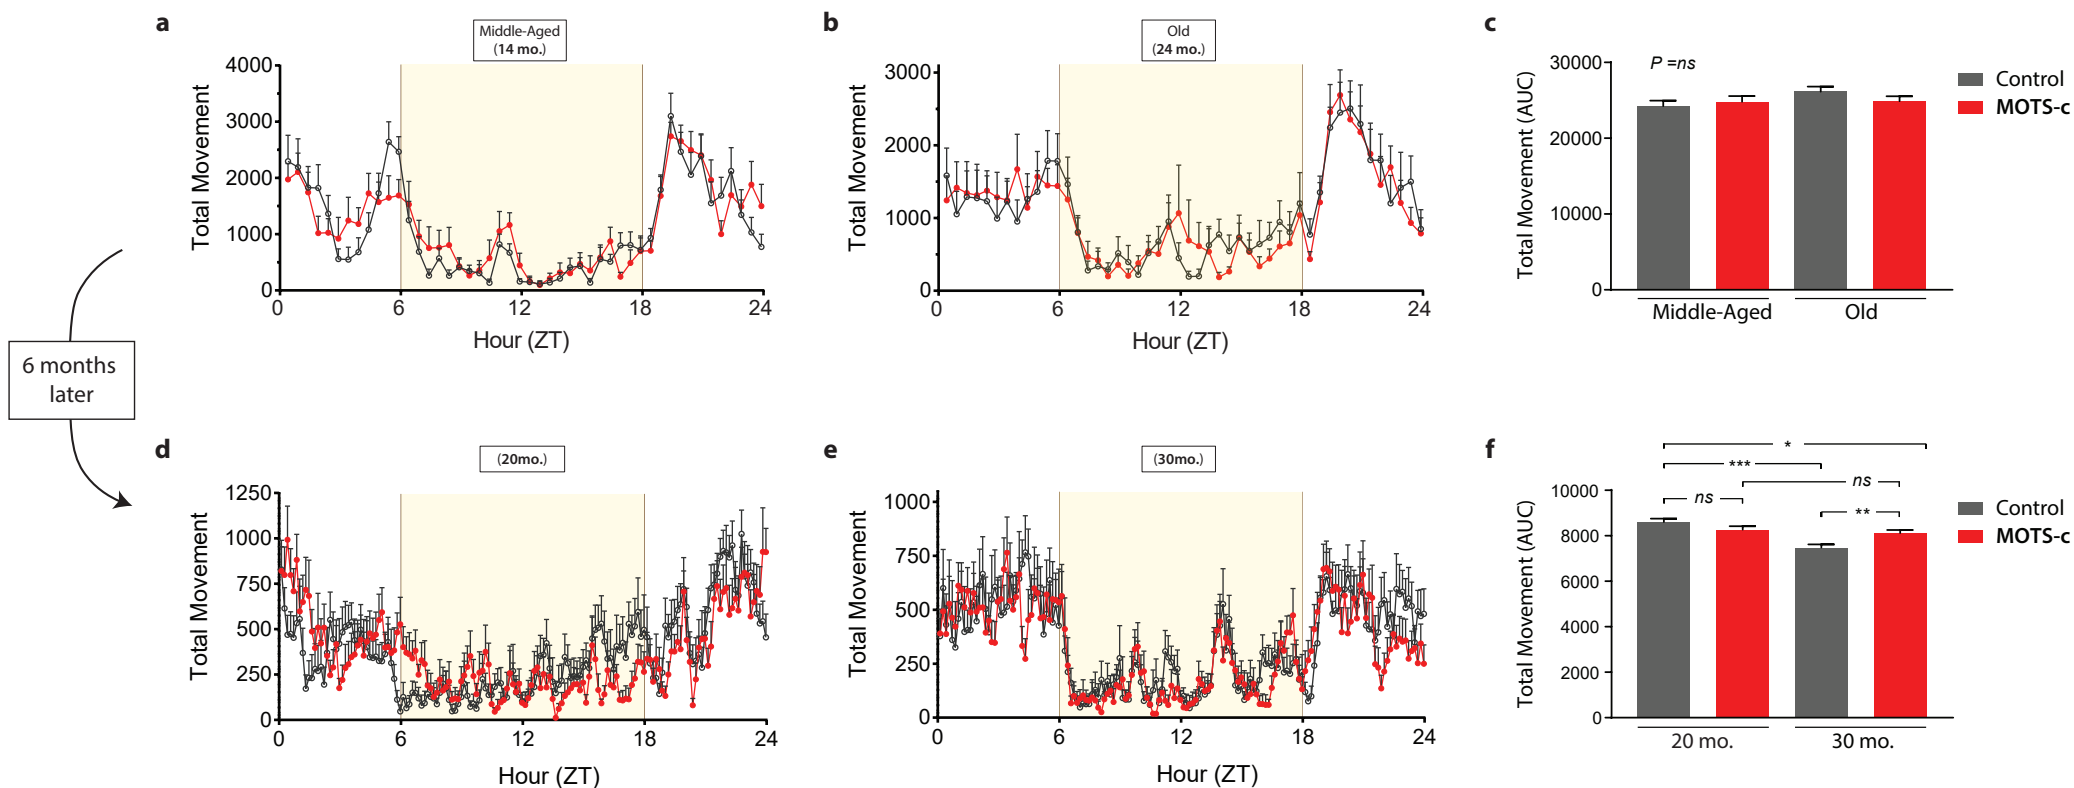 a
Middle-Aged
(14 mo.)
Total Movement
4000
3000
2000
1000
0
0
6
12
18
24
Hour (ZT)
b
Old
(24 mo.)
Total Movement
3000
2000
1000
0
0
6
12
18
24
Hour (ZT)
c
P =ns
Total Movement (AUC)
30000
20000
10000
0
Middle-Aged
Old
Control
MOTS-c
6 months
later
d
(20mo.)
Total Movement
1250
1000
750
500
250
0
0
6
12
18
24
Hour (ZT)
e
(30mo.)
Total Movement
1000
750
500
250
0
0
6
12
18
24
Hour (ZT)
f
*
***
ns
ns
**
Total Movement (AUC)
10000
8000
6000
4000
2000
0
20 mo.
30 mo.
Control
MOTS-c